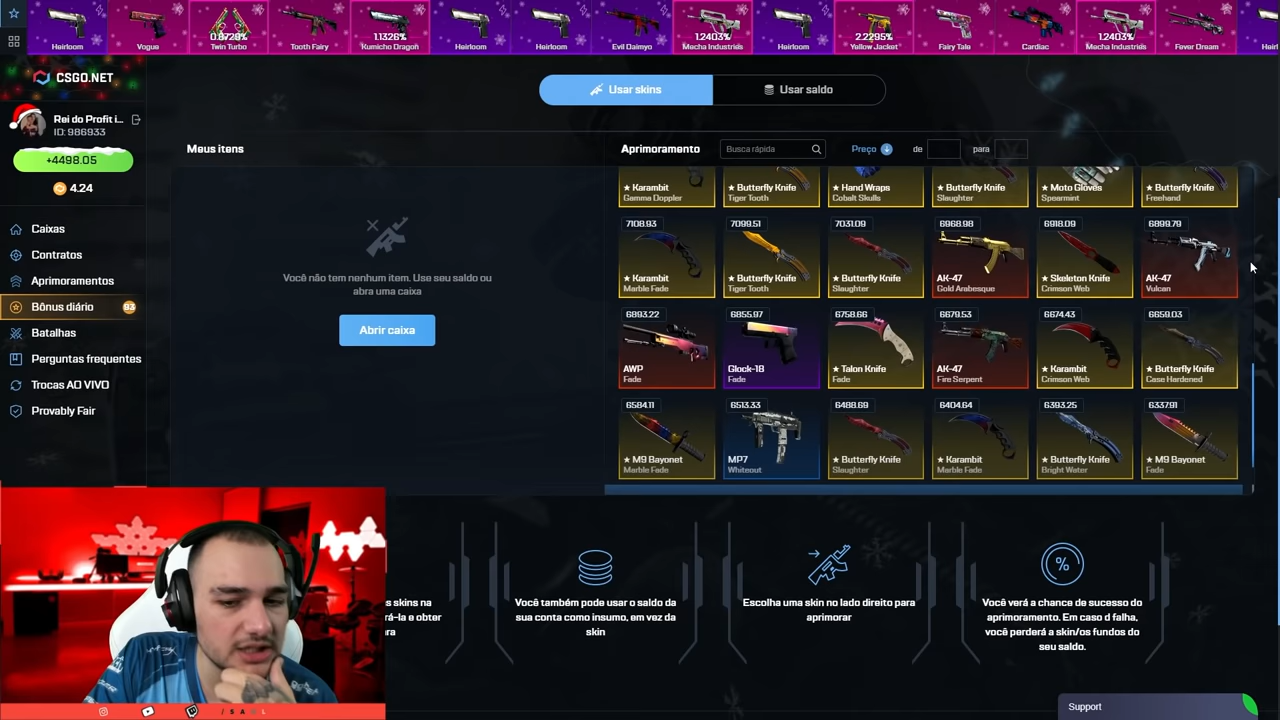 Heirloom
Vogue
0.8728%
Twin Turbo
Tooth Fairy
1.1326%
Kumicho Dragon
Heirloom
Heirloom
Evil Daimyo
1.2403%
Mecha Industries
Heirloom
2.2295%
Yellow Jacket
Fairy Tale
Cardiac
1.2403%
Mecha Industries
Fever Dream
Heirl
CSGO.NET
Rei do Profit i...
ID: 986933
+4498.05
4.24
Caixas
Contratos
Aprimoramentos
Bônus diário
Batalhas
Perguntas frequentes
Trocas AO VIVO
Provably Fair
Usar skins
Usar saldo
Meus itens
Você não tem nenhum item. Use seu saldo ou
abra uma caixa
Abrir caixa
Aprimoramento
Busca rápida
Preço
de
para
★ Karambit
Gamma Doppler
★ Butterfly Knife
Tiger Tooth
★ Hand Wraps
Cobalt Skulls
★ Butterfly Knife
Slaughter
★ Moto Gloves
Spearmint
★ Butterfly Knife
Freehand
7108.93
★ Karambit
Marble Fade
7099.51
★ Butterfly Knife
Tiger Tooth
7031.09
★ Butterfly Knife
Slaughter
6968.98
AK-47
Gold Arabesque
6918.09
★ Skeleton Knife
Crimson Web
6899.79
AK-47
Vulcan
6893.22
AWP
Fade
6855.97
Glock-18
Fade
6758.66
★ Talon Knife
Fade
6679.53
AK-47
Fire Serpent
6674.43
★ Karambit
Crimson Web
6659.03
★ Butterfly Knife
Case Hardened
6584.11
★ M9 Bayonet
Marble Fade
6513.33
MP7
Whiteout
6488.69
★ Butterfly Knife
Slaughter
6404.64
★ Karambit
Marble Fade
6393.25
★ Butterfly Knife
Bright Water
6337.91
★ M9 Bayonet
Fade
s skins na
rá-la e obter
ara
Você também pode usar o saldo da
sua conta como insumo, em vez da
skin
Escolha uma skin no lado direito para
aprimorar
%
Você verá a chance de sucesso do
aprimoramento. Em caso d falha,
você perderá a skin/os fundos do
seu saldo.
Support